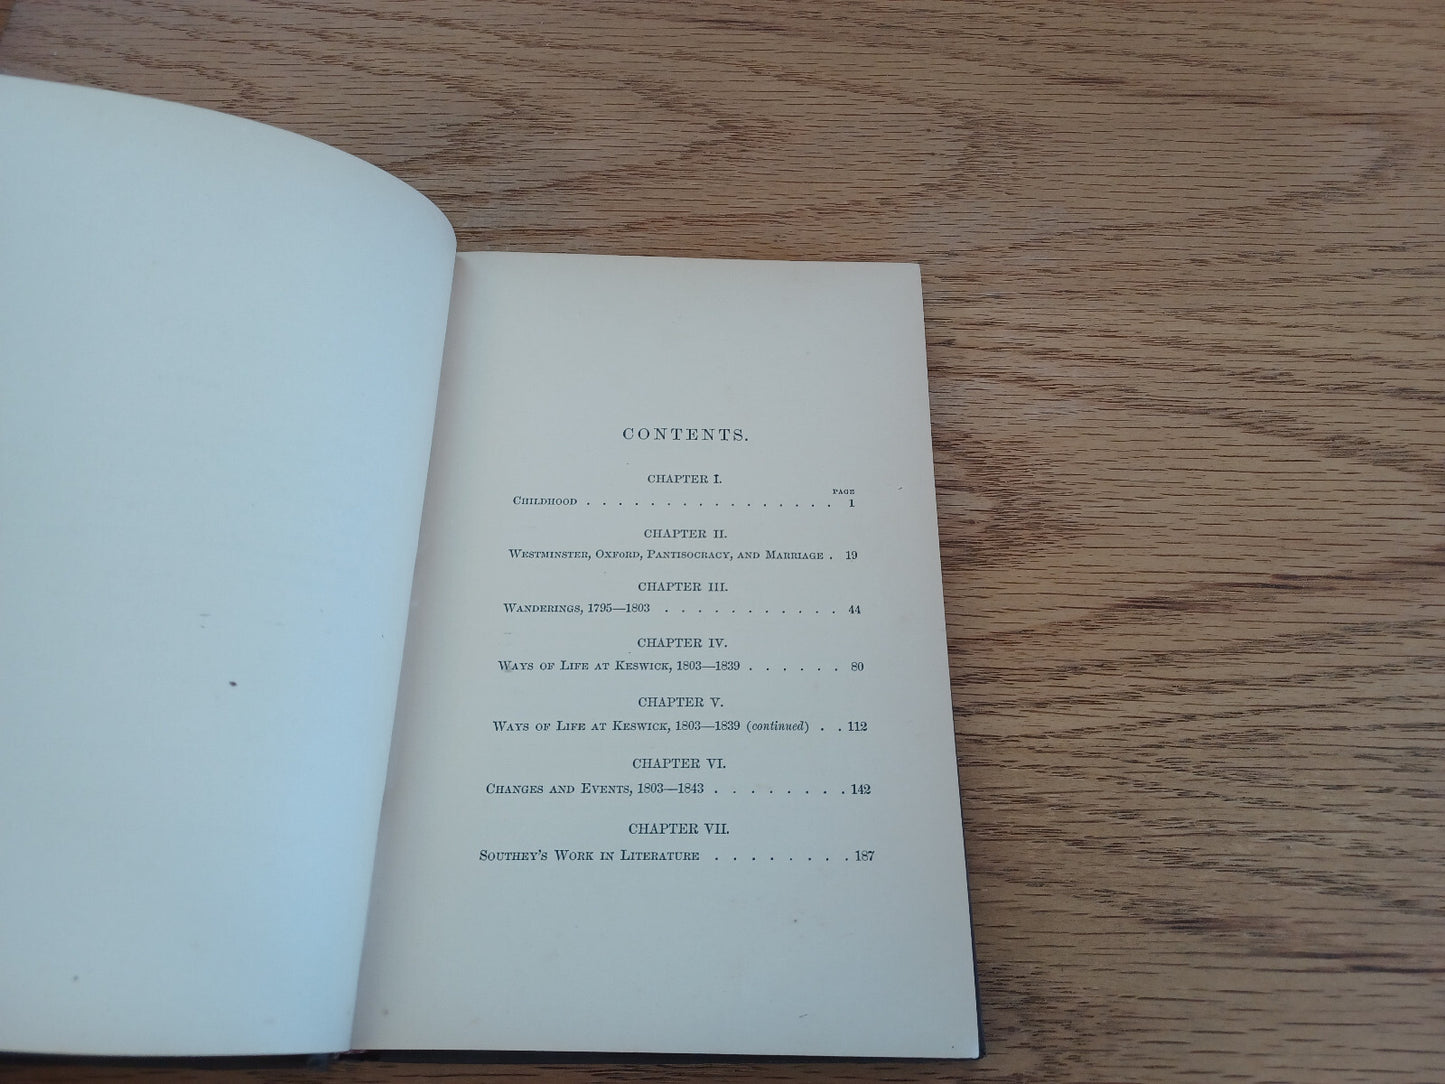 CONTENTS.
CHAPTER I.
PAGE
CHILDHOOD . . . . . . . . . . . . . . . . 1
CHAPTER II.
WESTMINSTER, OXFORD, PANTISOCRACY, AND MARRIAGE . 19
CHAPTER III.
WANDERINGS, 1795—1803 . . . . . . . . . . . 44
CHAPTER IV.
WAYS OF LIFE AT KESWICK, 1803—1839 . . . . . . 80
CHAPTER V.
WAYS OF LIFE AT KESWICK, 1803—1839 (continued) . . 112
CHAPTER VI.
CHANGES AND EVENTS, 1803—1843 . . . . . . . . 142
CHAPTER VII.
SOUTHEY'S WORK IN LITERATURE . . . . . . . . 187